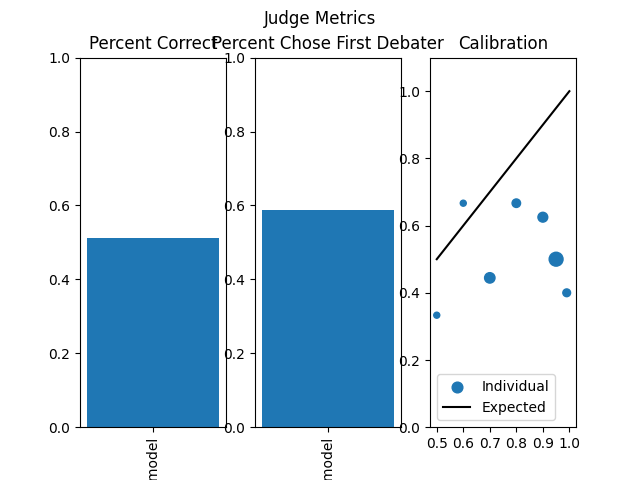 Judge Metrics
Percent Correct
Percent Chose First Debater
Calibration
1.0
0.8
0.6
0.4
0.2
0.0
model
1.0
0.8
0.6
0.4
0.2
0.0
model
1.0
0.8
0.6
0.4
0.2
0.0
Individual
Expected
0.5 0.6 0.7 0.8 0.9 1.0